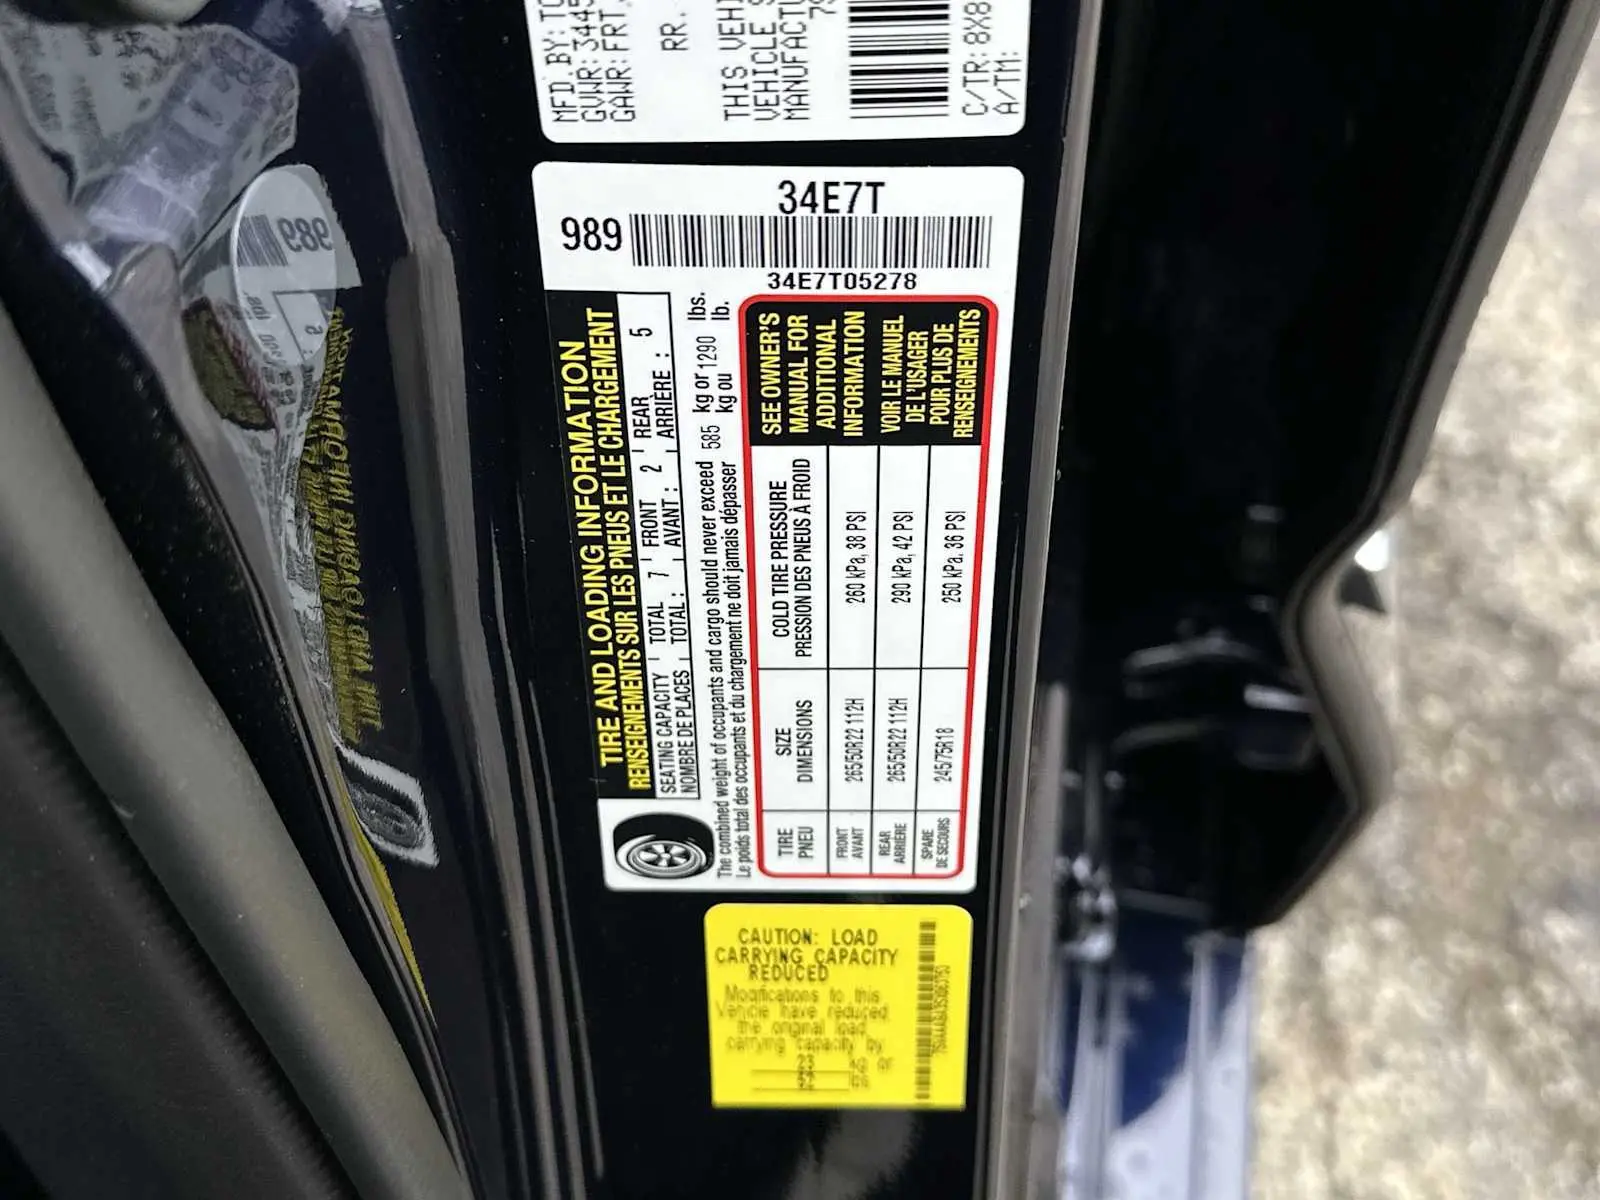 MFD.BY: TO
GVWR: 344
GAWR: FRT.
RR.
THIS VEHI
VEHICLE S
MANUFACTU
C/TR: 8X8
A/TM:
34E7T
989
34E7T05278
TIRE AND LOADING INFORMATION
RENSEIGNEMENTS SUR LES PNEUS ET LE CHARGEMENT
SEATING CAPACITY TOTAL 7 FRONT 2 REAR 5
NOMBRE DE PLACES TOTAL : AVANT : ARRIÈRE :
The combined weight of occupants and cargo should never exceed 585 kg or 1290 lbs.
Le poids total des occupants et du chargement ne doit jamais dépasser kg ou lb.
TIRE SIZE COLD TIRE PRESSURE
PNEU DIMENSIONS PRESSION DES PNEUS À FROID
FRONT
AVANT 265/50R22 112H 260 kPa, 38 PSI
REAR
ARRIÈRE 265/50R22 112H 290 kPa, 42 PSI
SPARE
DE SECOURS 245/75R18 250 kPa. 36 PSI
SEE OWNER'S
MANUAL FOR
ADDITIONAL
INFORMATION
VOIR LE MANUEL
DE L'USAGER
POUR PLUS DE
RENSEIGNEMENTS
CAUTION: LOAD
CARRYING CAPACITY
REDUCED
Modifications to this
Vehicle have reduced
the original load
carrying capacity by
23 kg or
lbs